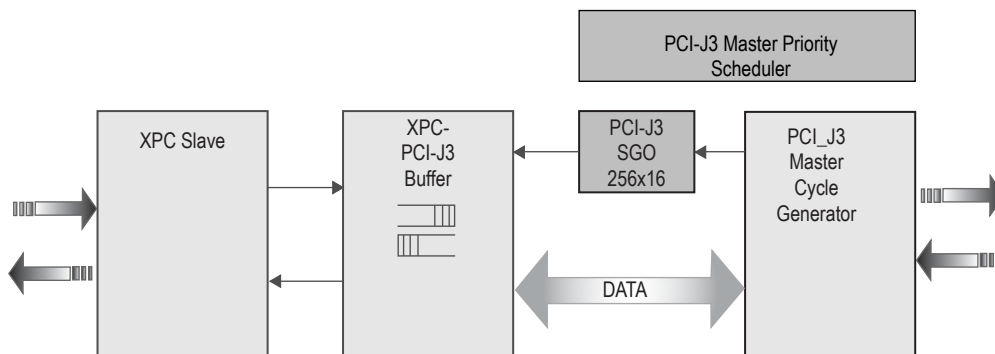 PCI-J3 Master Priority
Scheduler
XPC Slave
XPC-
PCI-J3
Buffer
PCI-J3
SGO
256x16
PCI_J3
Master
Cycle
Generator
DATA